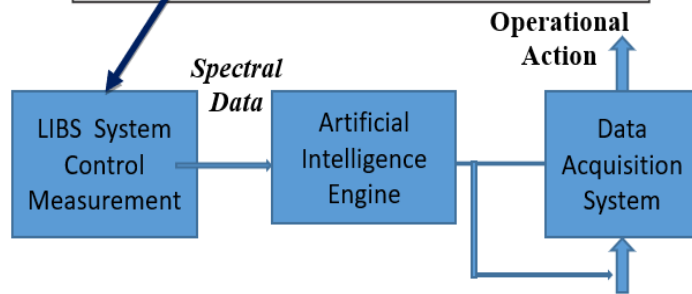 Operational
Action
Spectral
Data
LIBS System
Control
Measurement
Artificial
Intelligence
Engine
Data
Acquisition
System